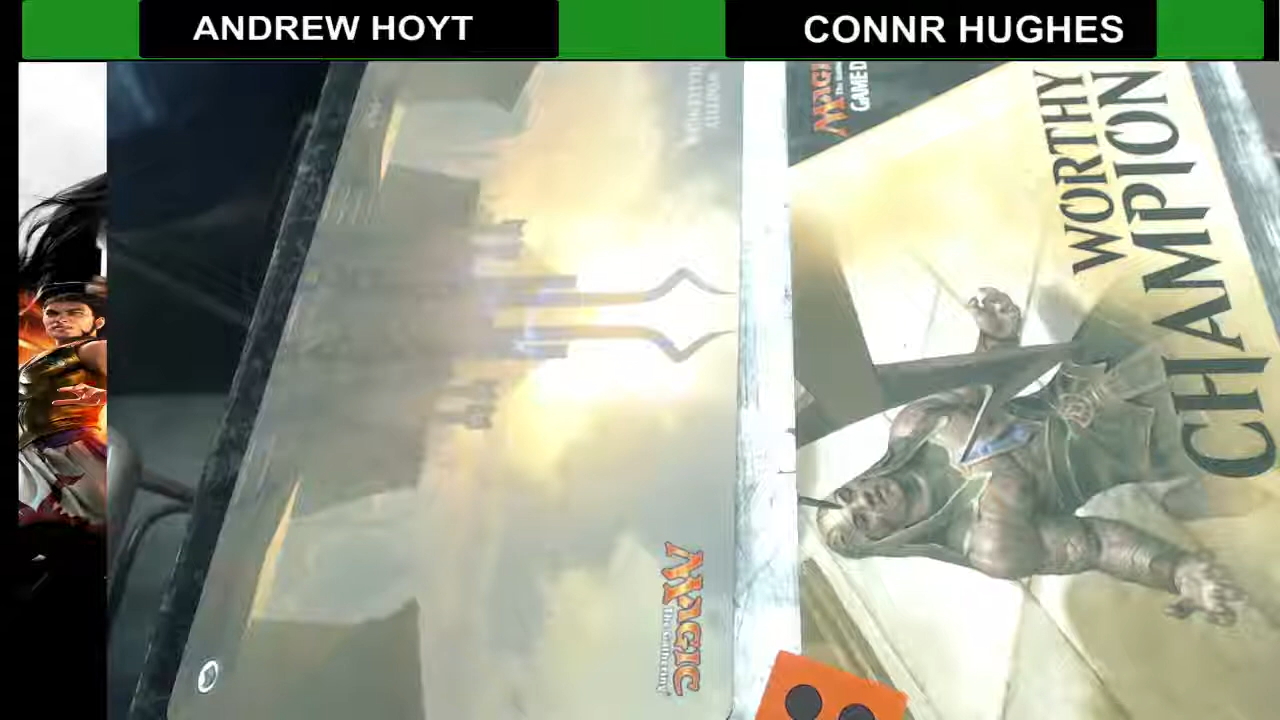 ANDREW HOYT
CONNR HUGHES
MAGIC
The Gathering
MAGIC
WORTHY
CHAMPION